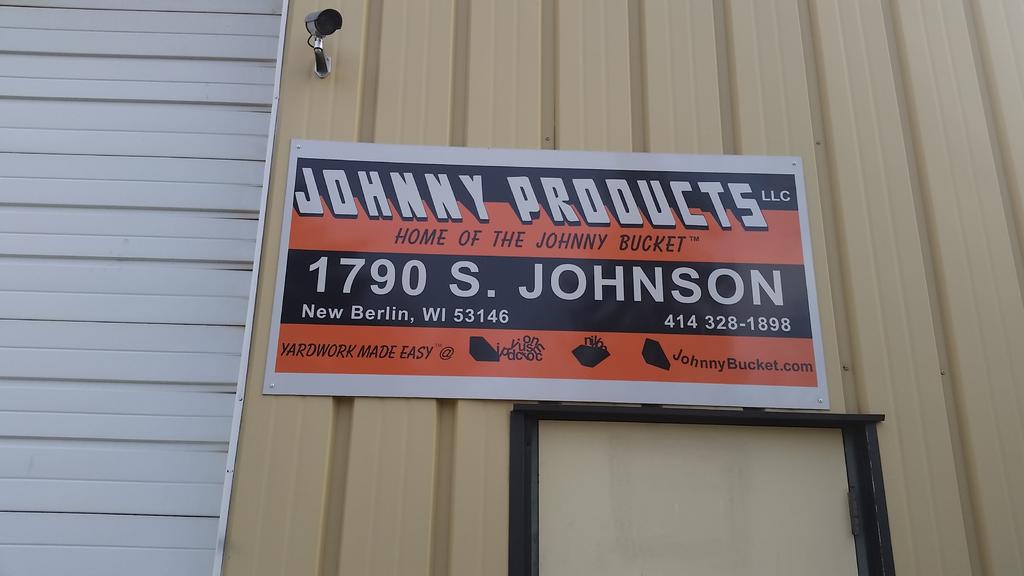 JOHNNY PRODUCTS LLC
HOME OF THE JOHNNY BUCKET™
1790 S. JOHNSON
New Berlin, WI 53146 414 328-1898
YARDWORK MADE EASY™ @ JohnnyBucket.com